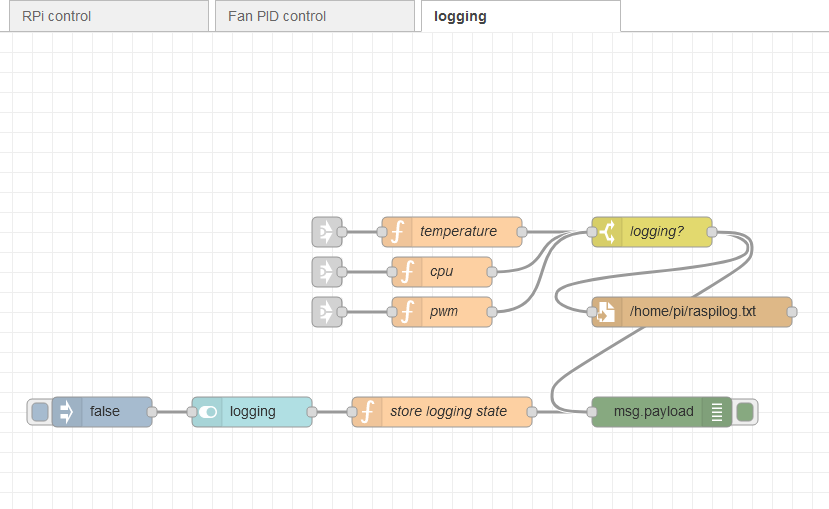 RPi control
Fan PID control
logging
temperature
logging?
cpu
pwm
/home/pi/raspilog.txt
false
logging
store logging state
msg.payload